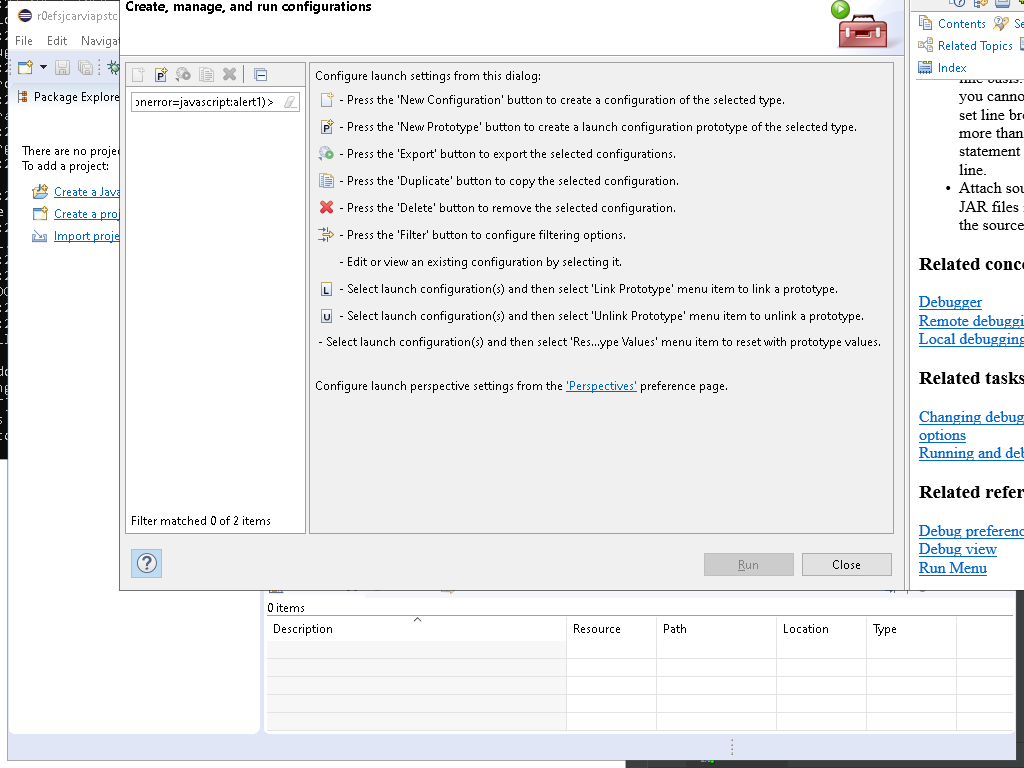 Create, manage, and run configurations
r0efsjcarviapstc
File Edit Naviga
Package Explore
There are no projec
To add a project:
Create a Java
Create a proj
Import proje
onerror=javascript:alert1)>
Filter matched 0 of 2 items
Configure launch settings from this dialog:
- Press the 'New Configuration' button to create a configuration of the selected type.
- Press the 'New Prototype' button to create a launch configuration prototype of the selected type.
- Press the 'Export' button to export the selected configurations.
- Press the 'Duplicate' button to copy the selected configuration.
- Press the 'Delete' button to remove the selected configuration.
- Press the 'Filter' button to configure filtering options.
- Edit or view an existing configuration by selecting it.
- Select launch configuration(s) and then select 'Link Prototype' menu item to link a prototype.
- Select launch configuration(s) and then select 'Unlink Prototype' menu item to unlink a prototype.
- Select launch configuration(s) and then select 'Res...ype Values' menu item to reset with prototype values.
Configure launch perspective settings from the 'Perspectives' preference page.
Run Close
Contents Se
Related Topics
Index
you cannot
set line bre
more than
statement
line.
• Attach sou
JAR files
the source
Related conce
Debugger
Remote debuggi
Local debugging
Related tasks
Changing debug
options
Running and deb
Related refer
Debug preferenc
Debug view
Run Menu
0 items
Description Resource Path Location Type